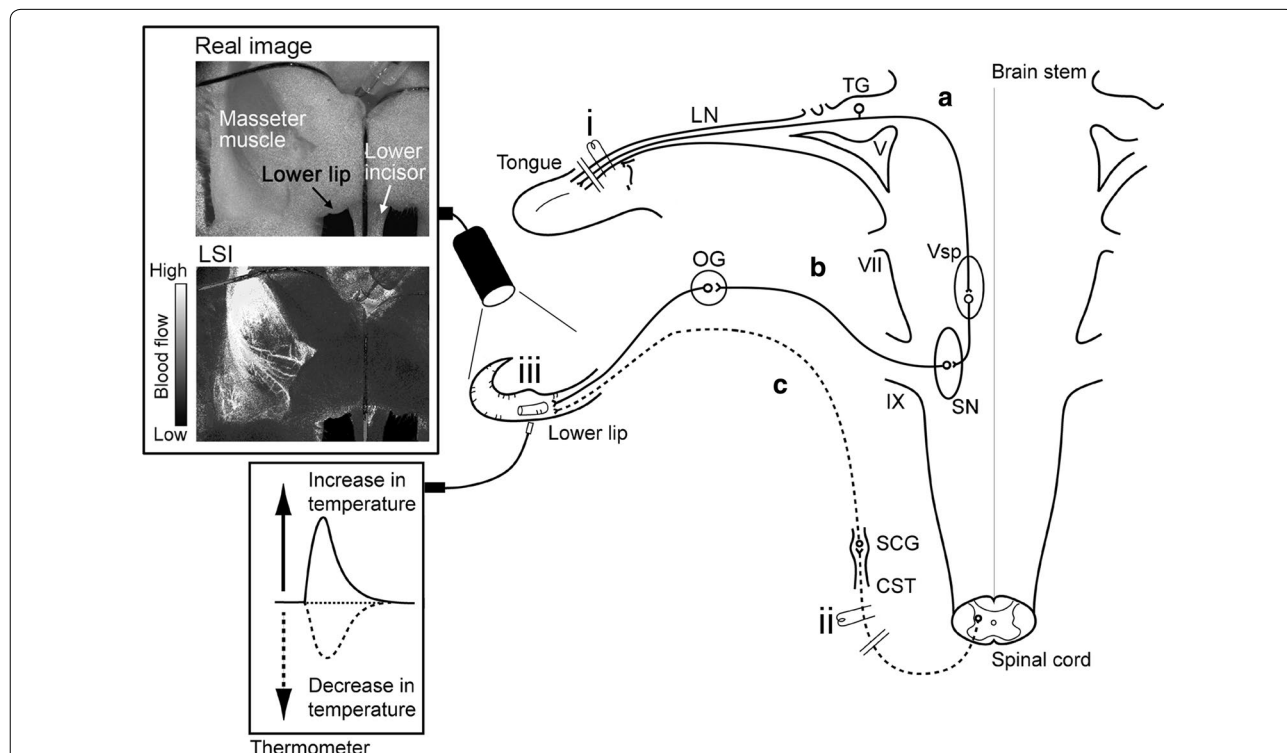 Real image
Masseter
muscle
Lower lip
Lower
incisor
LSI
High
Blood flow
Low
Increase in
temperature
Decrease in
temperature
Thermometer
Brain stem
TG
a
LN
i
Tongue
V
OG
b
VII
Vsp
iii
c
IX
SN
Lower lip
SCG
CST
ii
Spinal cord